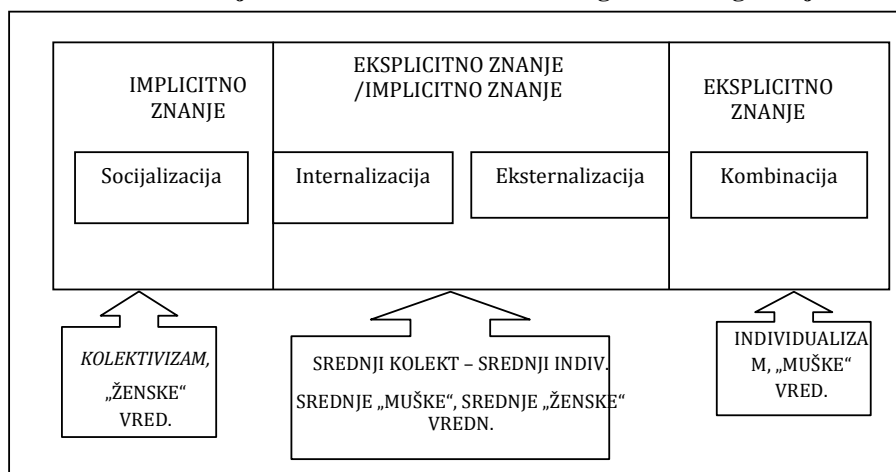 IMPLICITNO
ZNANJE
EKSPLICITNO ZNANJE
/IMPLICITNO ZNANJE
EKSPLICITNO
ZNANJE
Socijalizacija
Internalizacija
Eksternalizacija
Kombinacija
KOLEKTIVIZAM,
„ŽENSKE“
VRED.
SREDNJI KOLEKT – SREDNJI INDIV.
SREDNJE „MUŠKE“, SREDNJE „ŽENSKE“
VREDN.
INDIVIDUALIZA
M, „MUŠKE“
VRED.